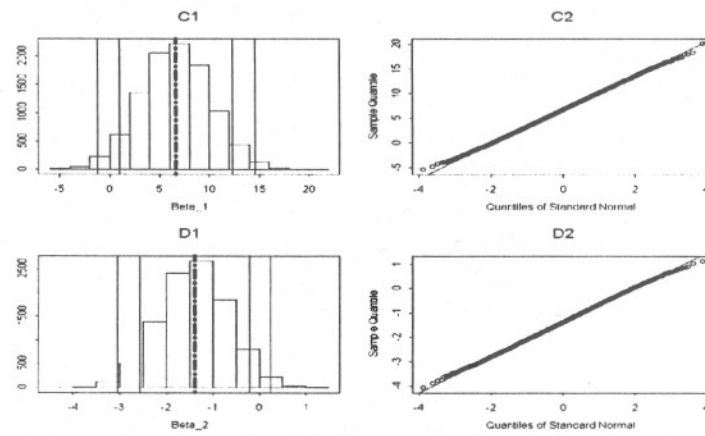 C1
2200
1500
1000
500
0
-5 0 5 10 15 20
Beta_1
C2
20
15
10
5
0
-5
Sample Quantile
-4 -2 0 2 4
Quantiles of Standard Normal
D1
2500
-1500
500
0
-4 -3 -2 -1 0 1
Beta_2
D2
1
0
-1
-2
-3
-4
Sample Quantile
-4 -2 0 2 4
Quantiles of Standard Normal